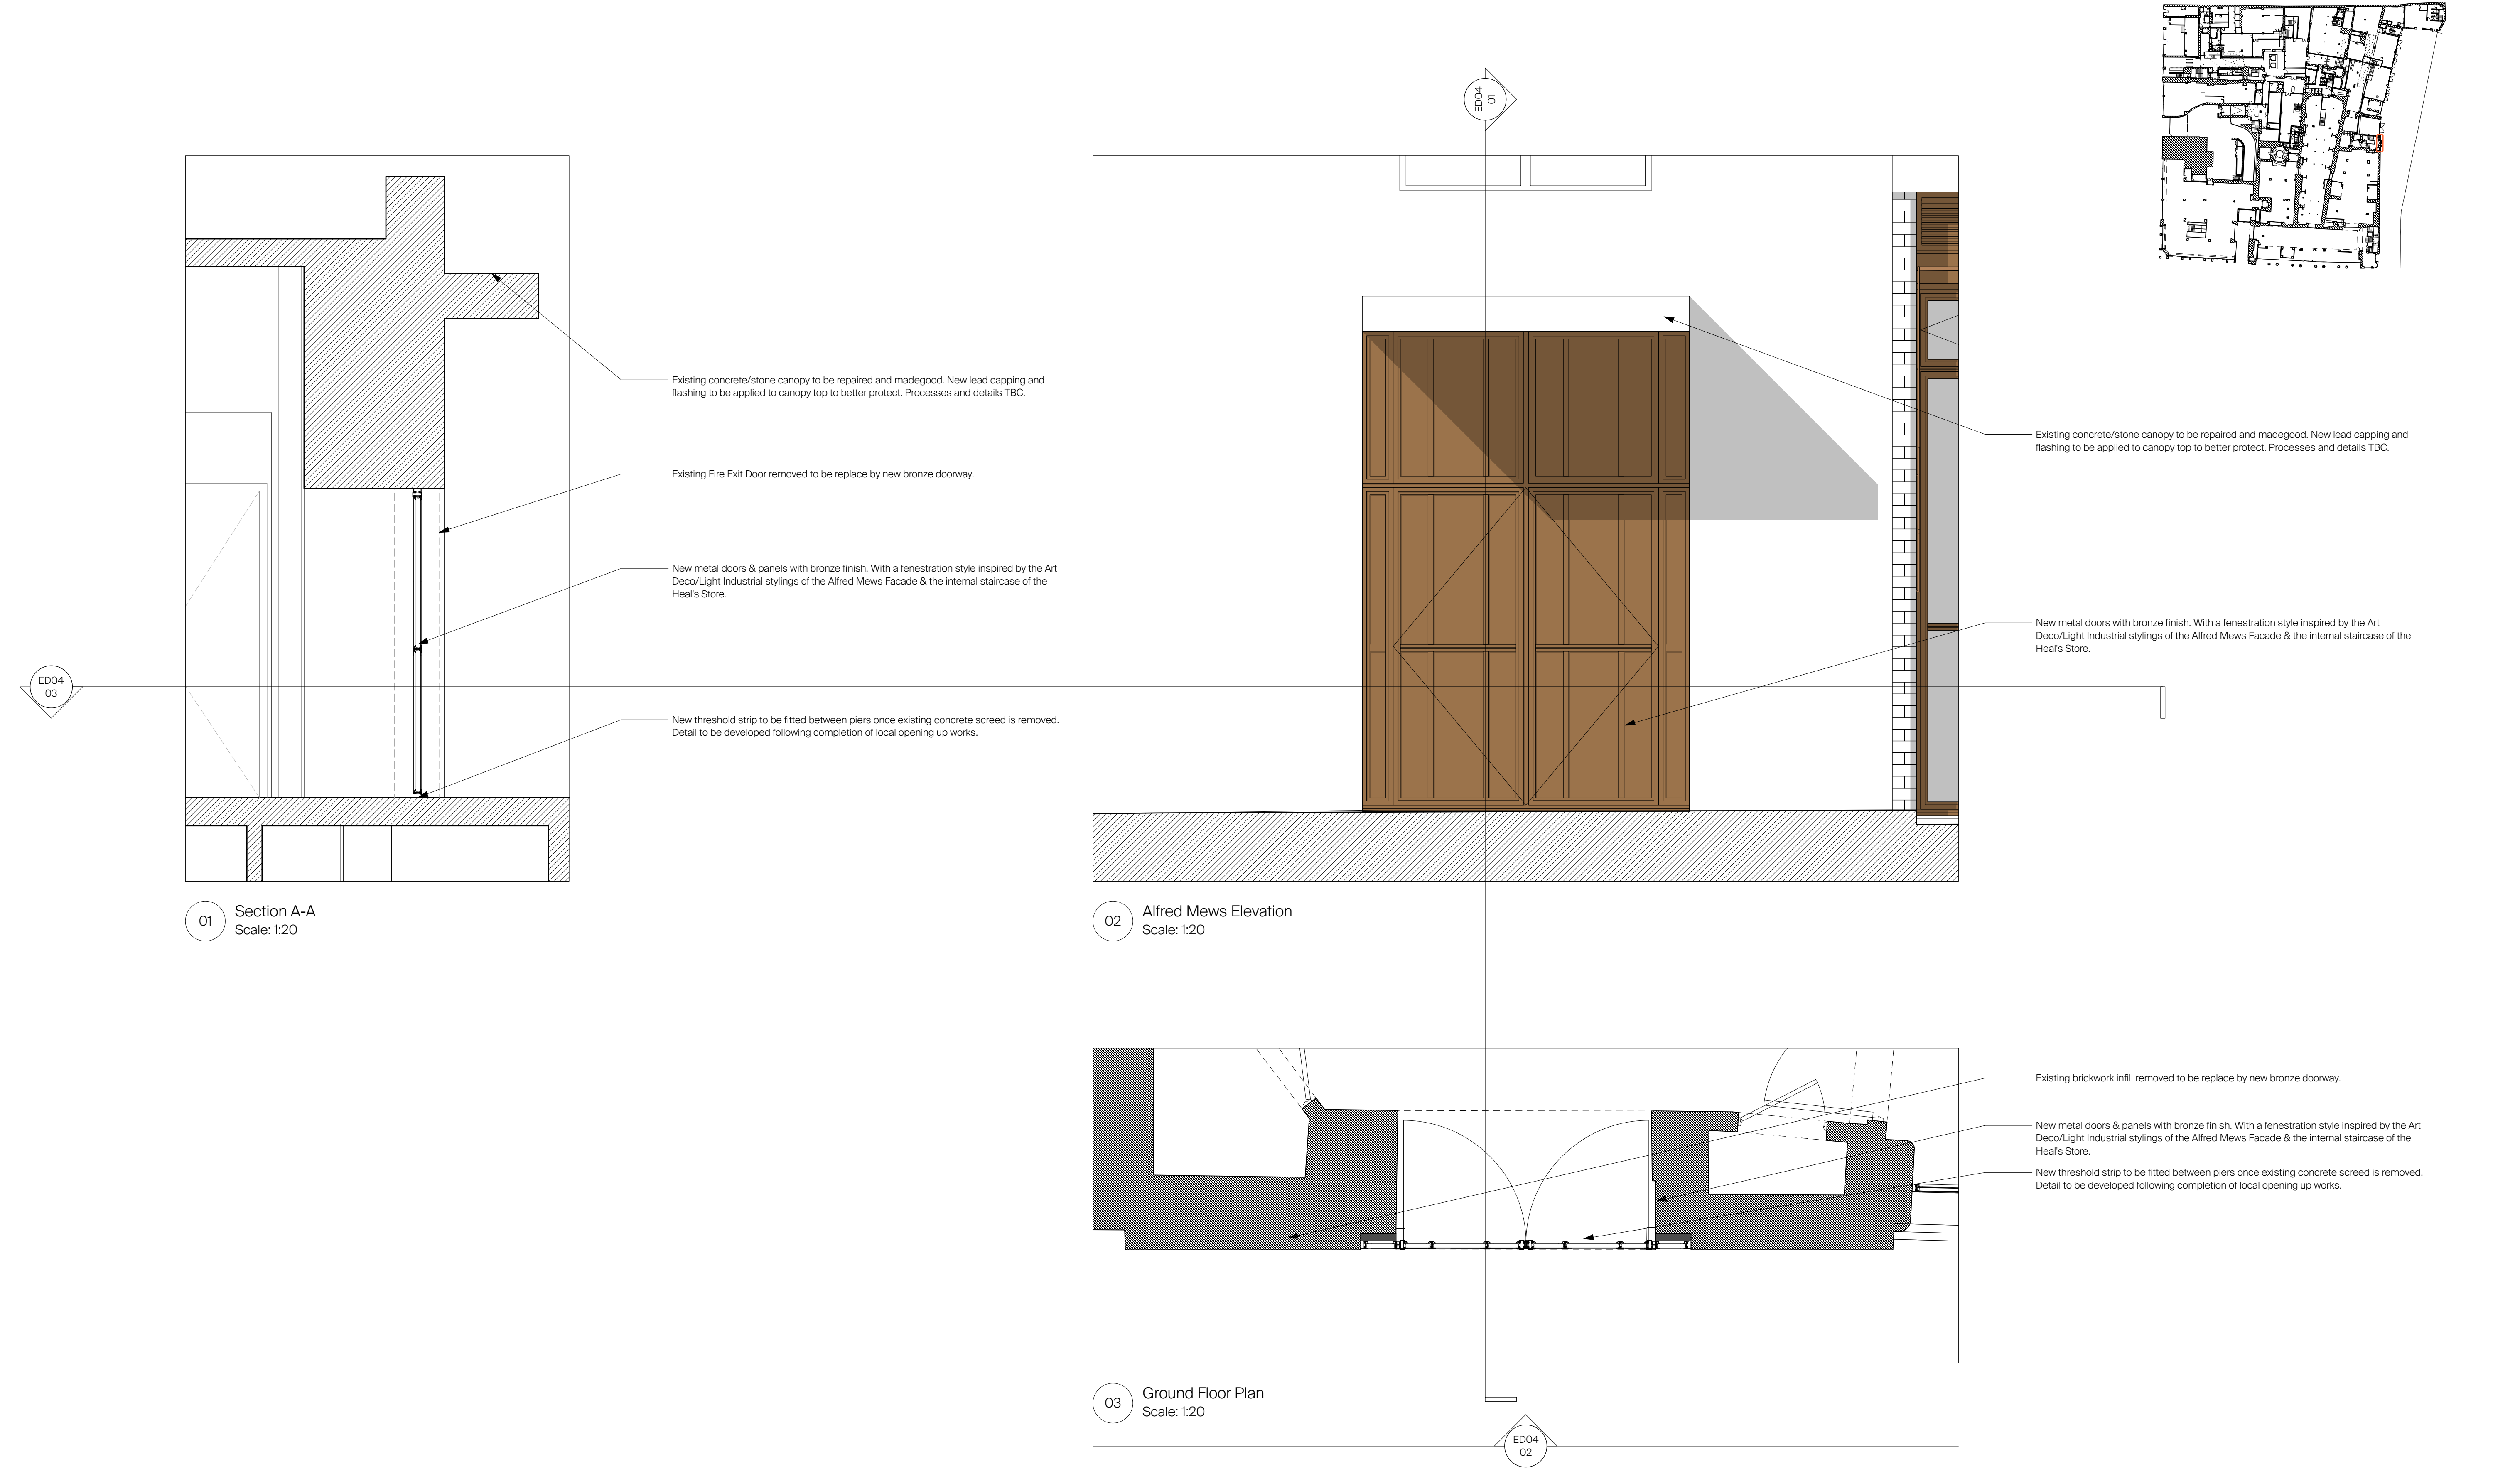 ED04
01
Existing concrete/stone canopy to be repaired and madegood. New lead capping and
flashing to be applied to canopy top to better protect. Processes and details TBC.
Existing Fire Exit Door removed to be replace by new bronze doorway.
New metal doors & panels with bronze finish. With a fenestration style inspired by the Art
Deco/Light Industrial stylings of the Alfred Mews Facade & the internal staircase of the
Heal's Store.
New threshold strip to be fitted between piers once existing concrete screed is removed.
Detail to be developed following completion of local opening up works.
ED04
03
Existing concrete/stone canopy to be repaired and madegood. New lead capping and
flashing to be applied to canopy top to better protect. Processes and details TBC.
New metal doors with bronze finish. With a fenestration style inspired by the Art
Deco/Light Industrial stylings of the Alfred Mews Facade & the internal staircase of the
Heal's Store.
01
Section A-A
Scale: 1:20
02
Alfred Mews Elevation
Scale: 1:20
Existing brickwork infill removed to be replace by new bronze doorway.
New metal doors & panels with bronze finish. With a fenestration style inspired by the Art
Deco/Light Industrial stylings of the Alfred Mews Facade & the internal staircase of the
Heal's Store.
New threshold strip to be fitted between piers once existing concrete screed is removed.
Detail to be developed following completion of local opening up works.
03
Ground Floor Plan
Scale: 1:20
ED04
02